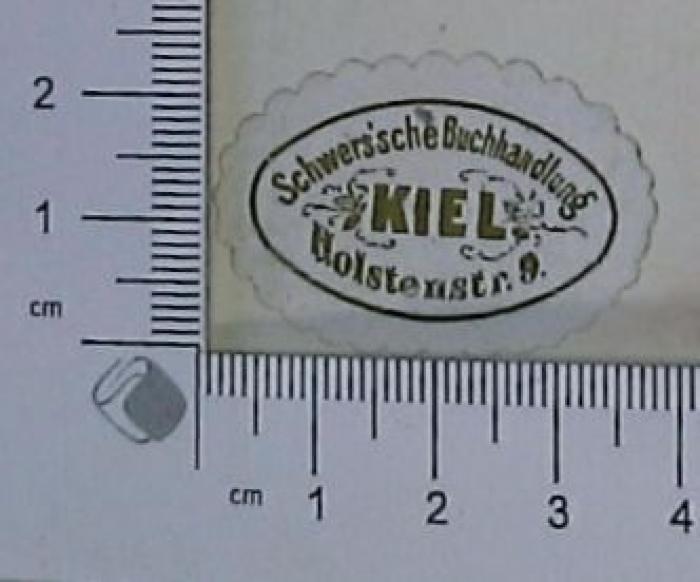 Schwers'sche Buchhandlung
KIEL
Holstenstr. 9.
2
1
cm
cm 1 2 3 4